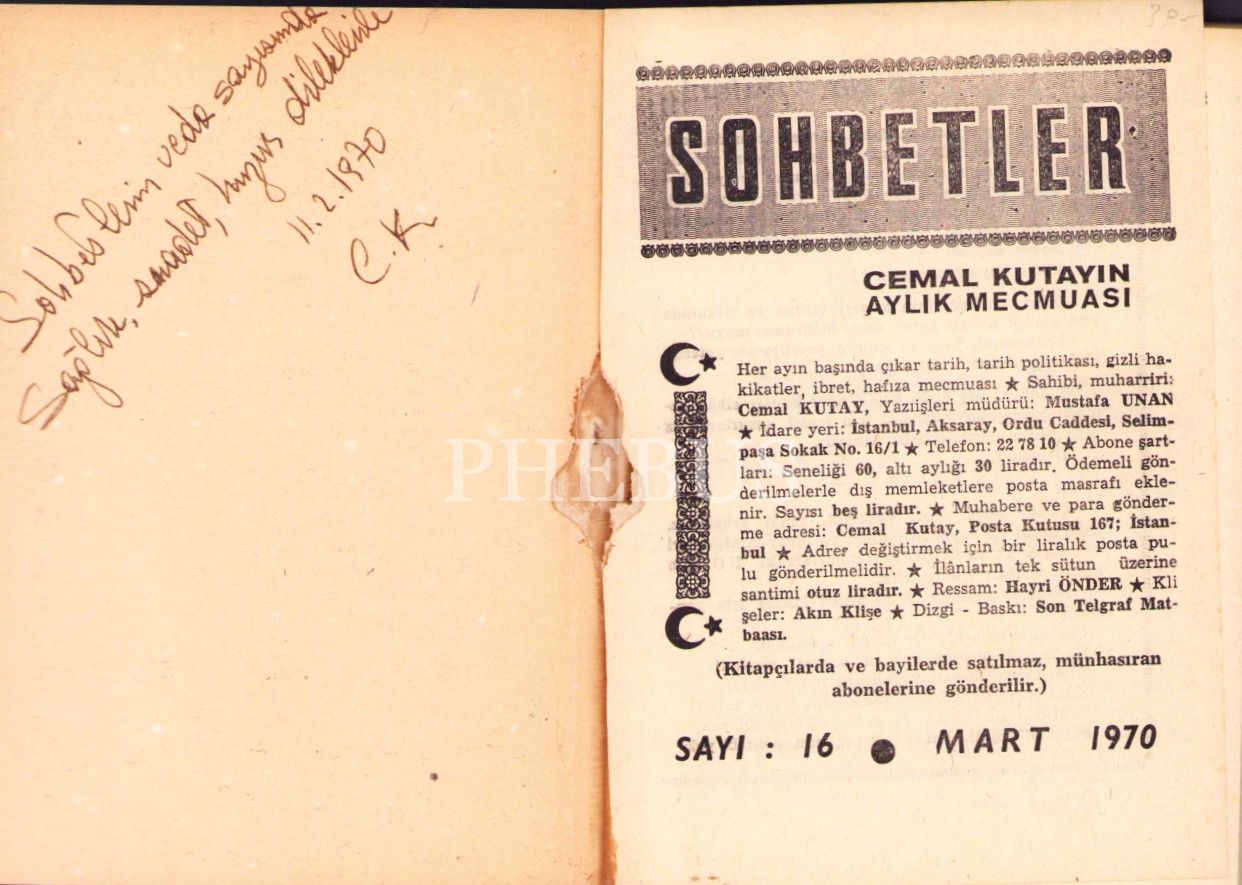 Sohbetlerin veda sayısında
Sağlık, saadet, huzur dileklerile
11.2.1970
C.K
30-
SOHBETLER
CEMAL KUTAYIN
AYLIK MECMUASI
Her ayın başında çıkar tarih, tarih politikası, gizli ha-
kikatler, ibret, hafıza mecmuası ★ Sahibi, muharriri:
Cemal KUTAY, Yazıişleri müdürü: Mustafa UNAN
★ İdare yeri: İstanbul, Aksaray, Ordu Caddesi, Selim-
paşa Sokak No. 16/1 ★ Telefon: 22 78 10 ★ Abone şart-
ları: Seneliği 60, altı aylığı 30 liradır. Ödemeli gön-
derilmelerle dış memleketlere posta masrafı ekle-
nir. Sayısı beş liradır. ★ Muhabere ve para gönder-
me adresi: Cemal Kutay, Posta Kutusu 167; İstan-
bul ★ Adres değiştirmek için bir liralık posta pu-
lu gönderilmelidir. ★ İlânların tek sütun üzerine
santimi otuz liradır. ★ Ressam: Hayri ÖNDER ★ Kli
şeler: Akın Klişe ★ Dizgi - Baskı: Son Telgraf Mat-
baası.
(Kitapçılarda ve bayilerde satılmaz, münhasıran
abonelerine gönderilir.)
SAYI : 16 ● MART 1970
PHEBUS